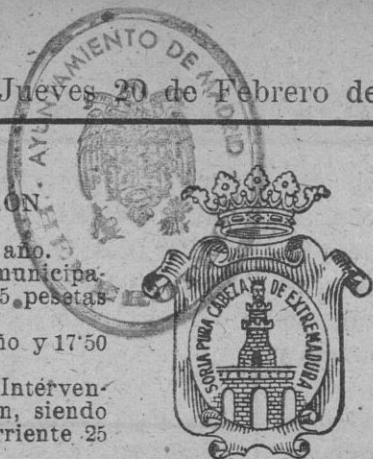 Jueves 20 de Febrero de
AYUNTAMIENTO DE MADRID
ON
año.
municipa-
5 pesetas
ño y 17'50
Interven-
n, siendo
rriente 25
SORIA PURA CABEZA DE EXTREMADURA